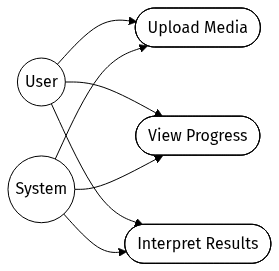 Upload Media
User
View Progress
System
Interpret Results